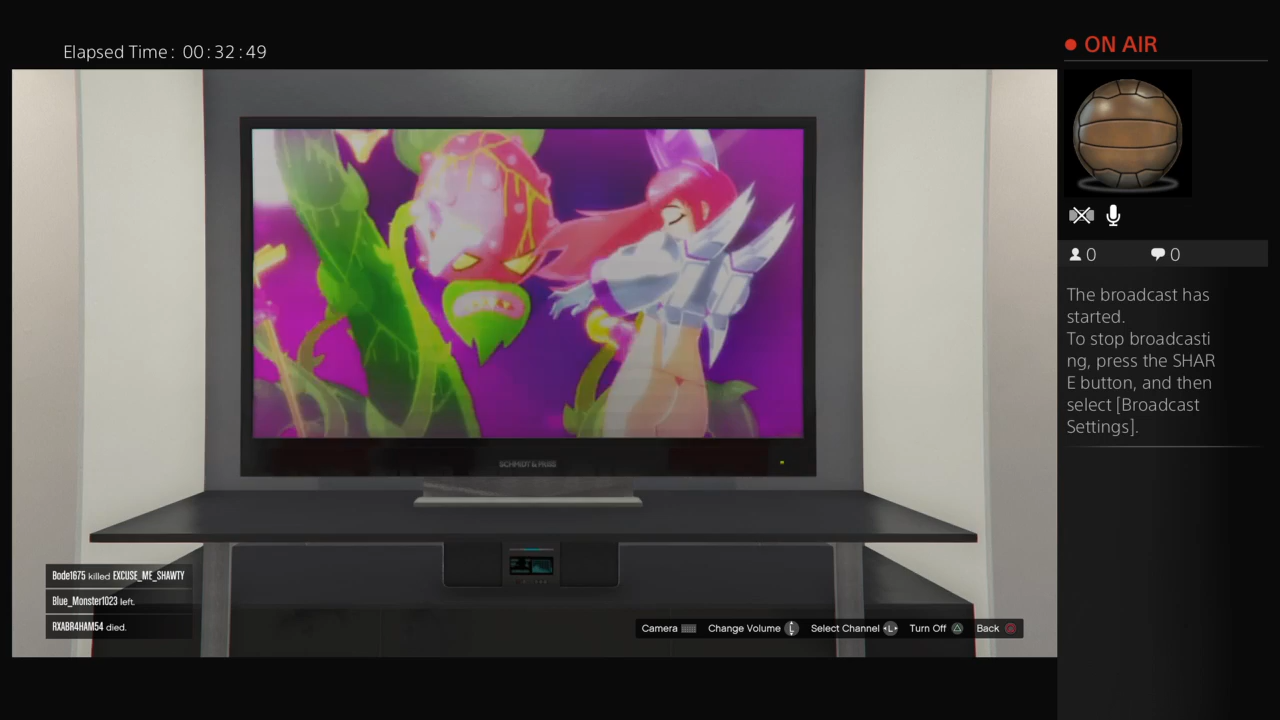 Elapsed Time: 00:32:49
ON AIR
0
0
The broadcast has
started.
To stop broadcasti
ng, press the SHAR
E button, and then
select [Broadcast
Settings].
SCHMIDT & PRISS
Bode1675 killed EXCUSE_ME_SHAWTY
Blue_Monster1023 left.
RXABR4HAM54 died.
Camera Change Volume Select Channel Turn Off Back